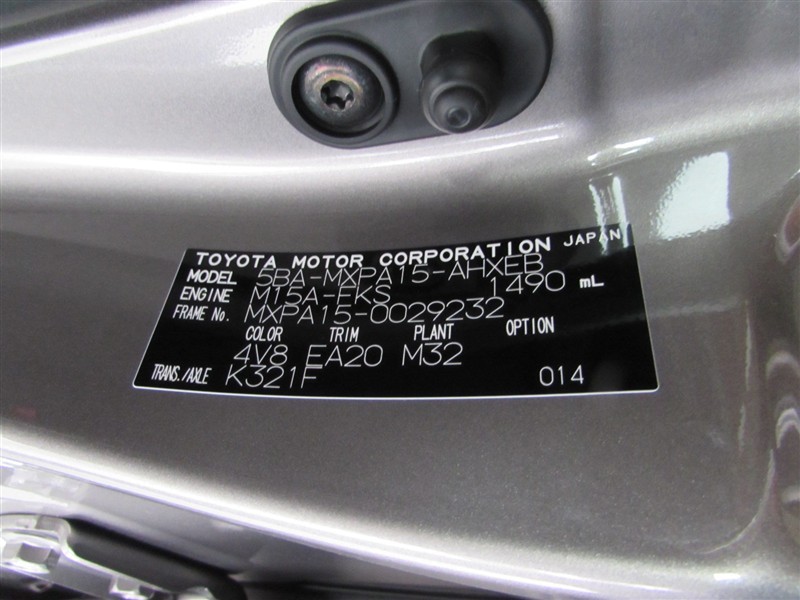 TOYOTA MOTOR CORPORATION JAPAN
MODEL 5BA-MXPA15-AHXEB
ENGINE M15A-FKS 1490 mL
FRAME No. MXPA15-0029232
COLOR TRIM PLANT OPTION
4V8 EA20 M32
TRANS./AXLE K321F 014